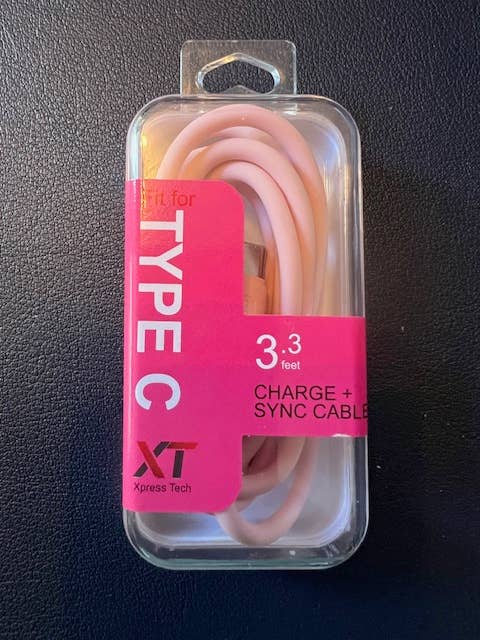 Fit for
TYPE C
3.3
feet
CHARGE +
SYNC CABLE
XT
Xpress Tech